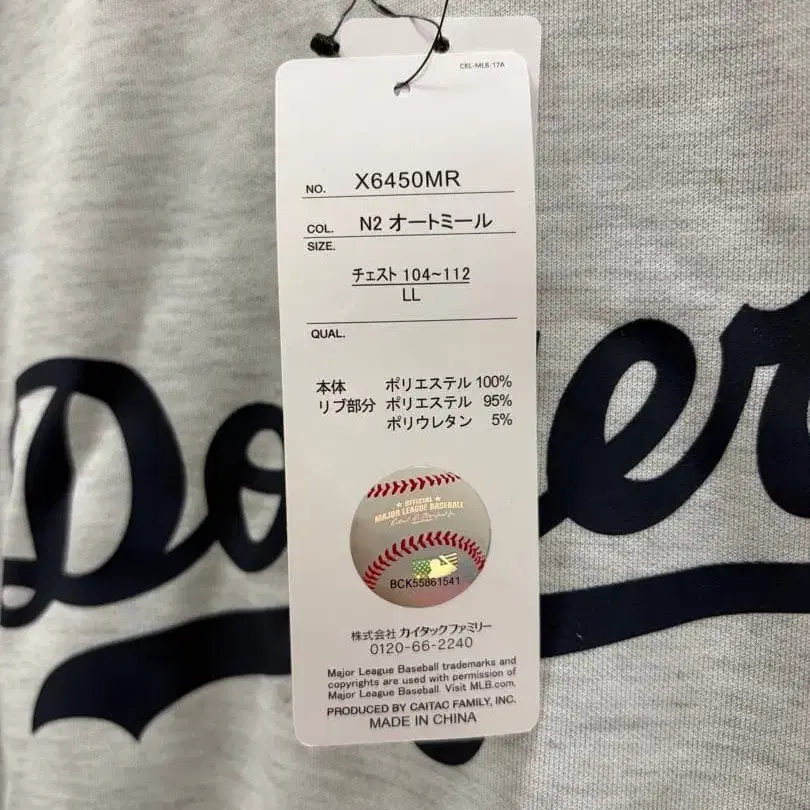 CKL-MLB-17A
NO. X6450MR
COL. N2 オートミール
SIZE.
チェスト 104~112
LL
QUAL.
本体 ポリエステル 100%
リブ部分 ポリエステル 95%
ポリウレタン 5%
★ OFFICIAL ★
MAJOR LEAGUE BASEBALL
BCK55861541
株式会社 カイタックファミリー
0120-66-2240
Major League Baseball trademarks and
copyrights are used with permission of
Major League Baseball. Visit MLB.com.
PRODUCED BY CAITAC FAMILY, INC.
MADE IN CHINA
Do
er